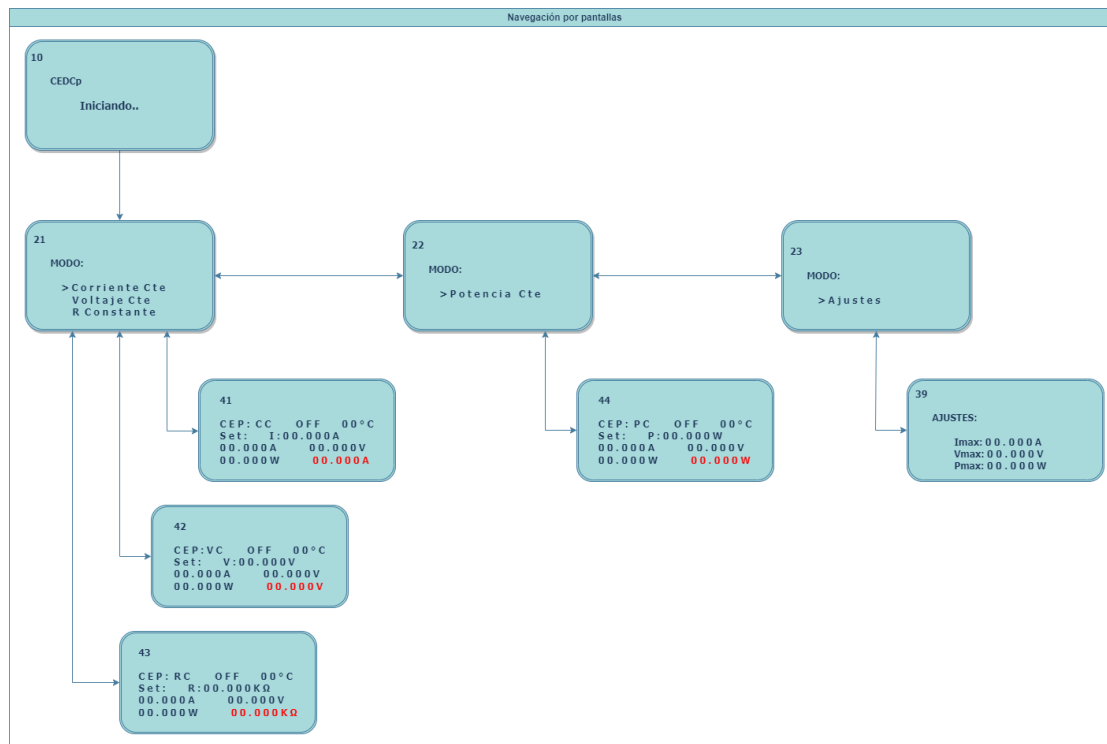 Navegación por pantallas
10
CEDCp
Iniciando..
21
MODO:
>Corriente Cte
Voltaje Cte
R Constante
22
MODO:
>Potencia Cte
23
MODO:
>Ajustes
41
CEP: CC OFF 00ºC
Set: I:00.000A
00.000A 00.000V
00.000W 00.000A
44
CEP: PC OFF 00ºC
Set: P:00.000W
00.000A 00.000V
00.000W 00.000W
39
AJUSTES:
Imax: 00.000A
Vmax: 00.000V
Pmax: 00.000W
42
CEP:VC OFF 00ºC
Set: V:00.000V
00.000A 00.000V
00.000W 00.000V
43
CEP: RC OFF 00ºC
Set: R:00.000KΩ
00.000A 00.000V
00.000W 00.000KΩ